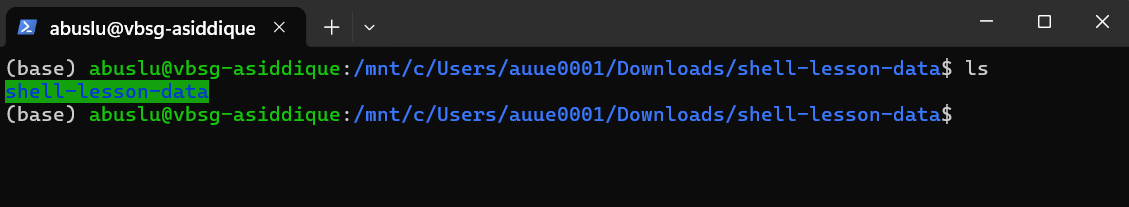 abuslu@vbsg-asiddique
(base) abuslu@vbsg-asiddique:/mnt/c/Users/auue0001/Downloads/shell-lesson-data$ ls
shell-lesson-data
(base) abuslu@vbsg-asiddique:/mnt/c/Users/auue0001/Downloads/shell-lesson-data$